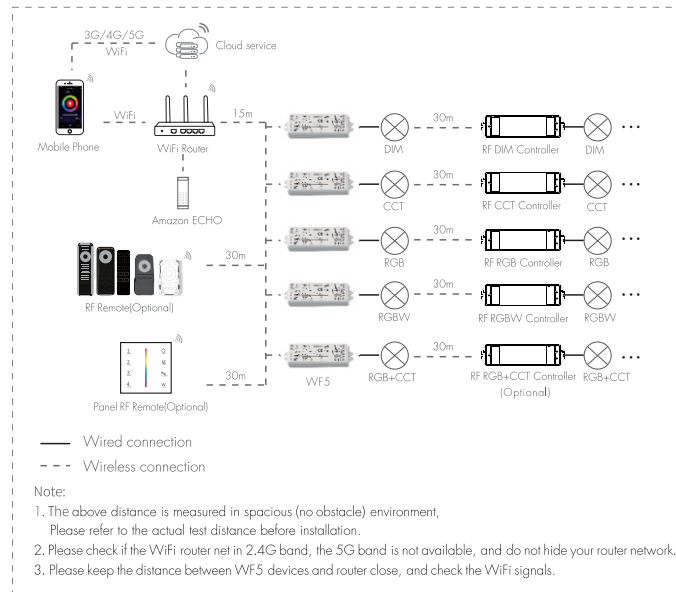 3G/4G/5G
WiFi
Cloud service
WiFi
15m
30m
Mobile Phone
WiFi Router
DIM
RF DIM Controller
DIM
Amazon ECHO
30m
CCT
RF CCT Controller
CCT
30m
30m
RGB
RF RGB Controller
RGB
RF Remote(Optional)
30m
RGBW
RF RGBW Controller
RGBW
1
2
3
4
30m
30m
Panel RF Remote(Optional)
WF5
RGB+CCT
RF RGB+CCT Controller
(Optional)
RGB+CCT
Wired connection
Wireless connection
Note:
1. The above distance is measured in spacious (no obstacle) environment,
Please refer to the actual test distance before installation.
2. Please check if the WiFi router net in 2.4G band, the 5G band is not available, and do not hide your router network.
3. Please keep the distance between WF5 devices and router close, and check the WiFi signals.